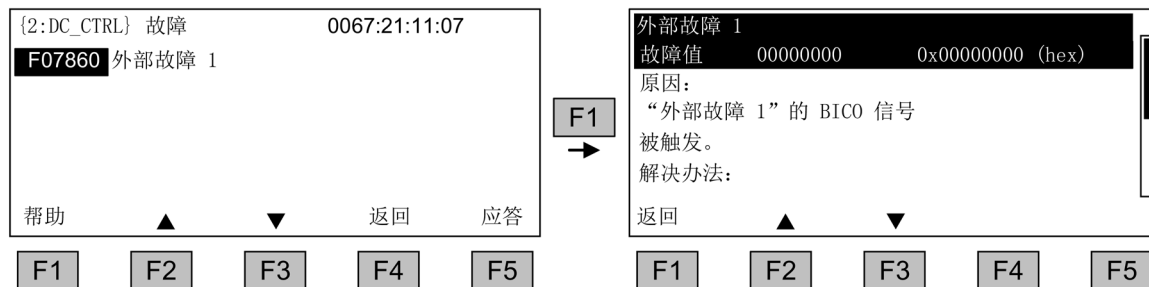 {2:DC_CTRL} 故障 0067:21:11:07
F07860 外部故障 1
帮助 ▲ ▼ 返回 应答
F1 F2 F3 F4 F5
F1
外部故障 1
故障值 00000000 0x00000000 (hex)
原因：
“外部故障 1”的 BICO 信号
被触发。
解决办法：
返回 ▲ ▼
F1 F2 F3 F4 F5